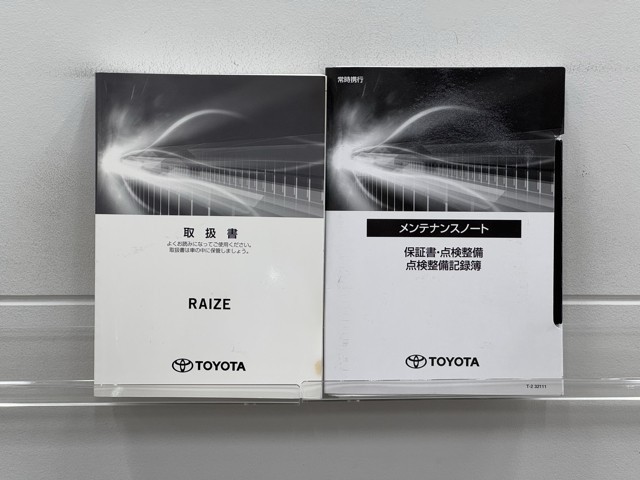 取扱書
よくお読みになってご使用ください。
取扱書は車の中に保管しましょう。
RAIZE
TOYOTA
常時携行
メンテナンスノート
保証書・点検整備
点検整備記録簿
TOYOTA
T-Z 32111